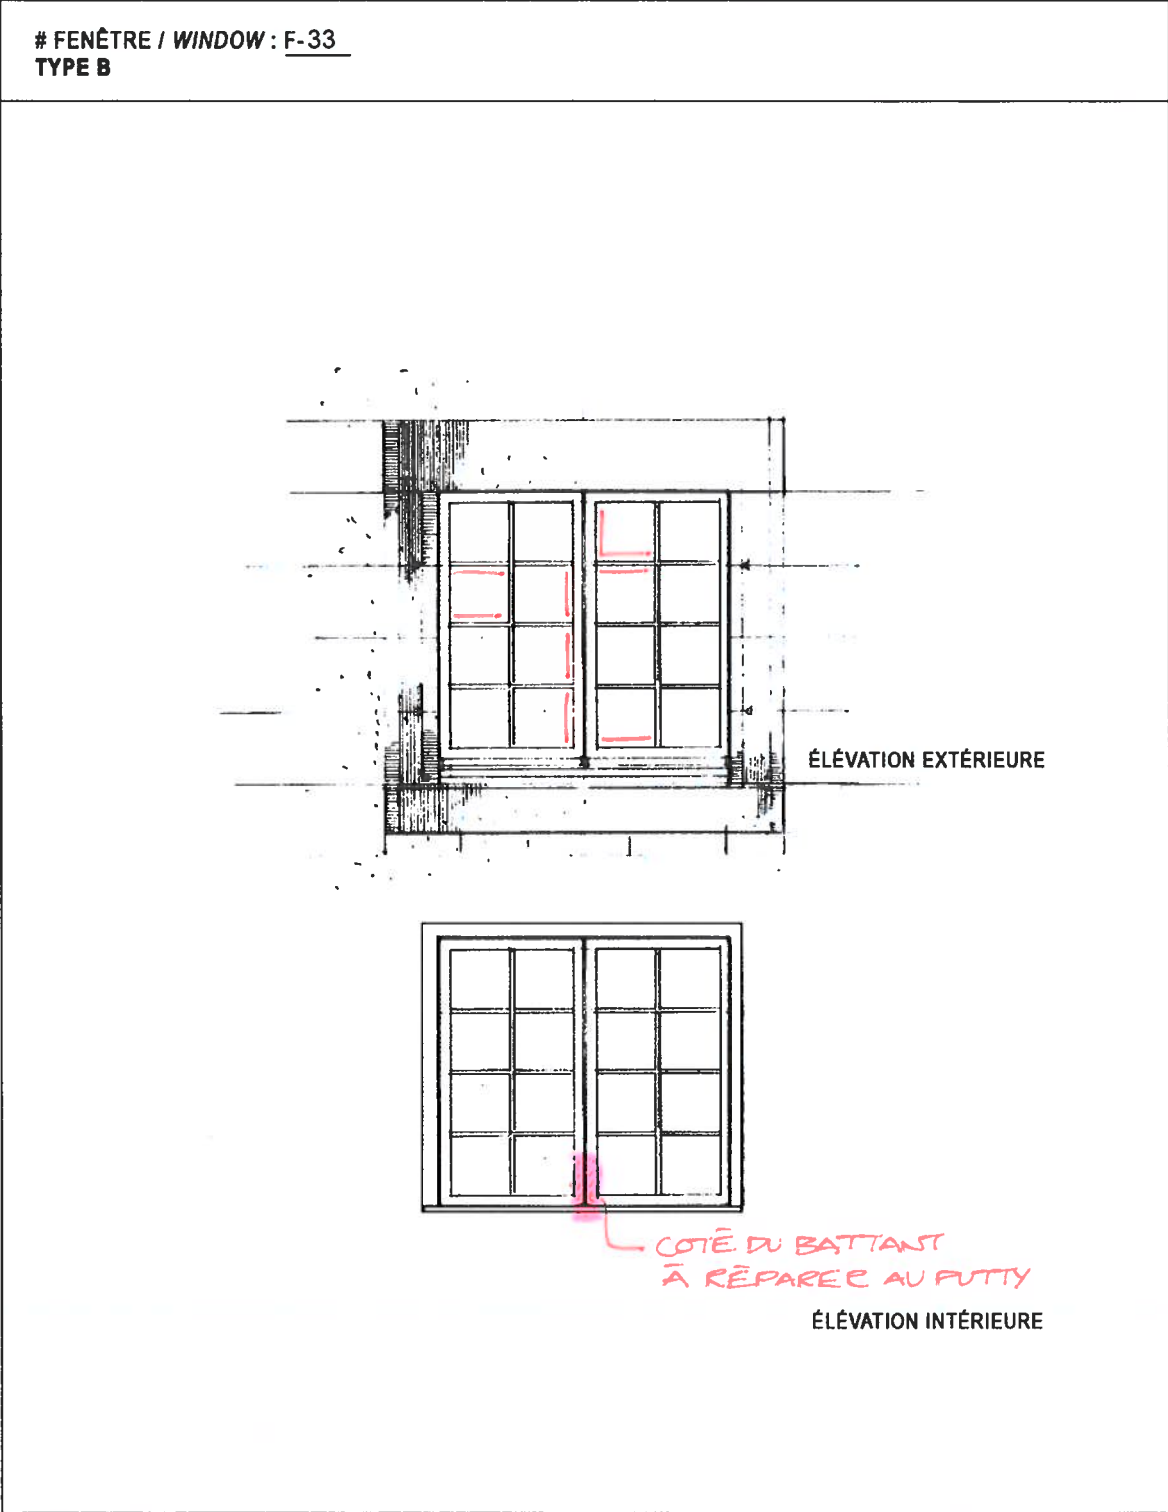 # FENÊTRE / WINDOW : F-33
TYPE B
ÉLÉVATION EXTÉRIEURE
COTÉ DU BATTANT
À RÉPARER AU PUTTY
ÉLÉVATION INTÉRIEURE